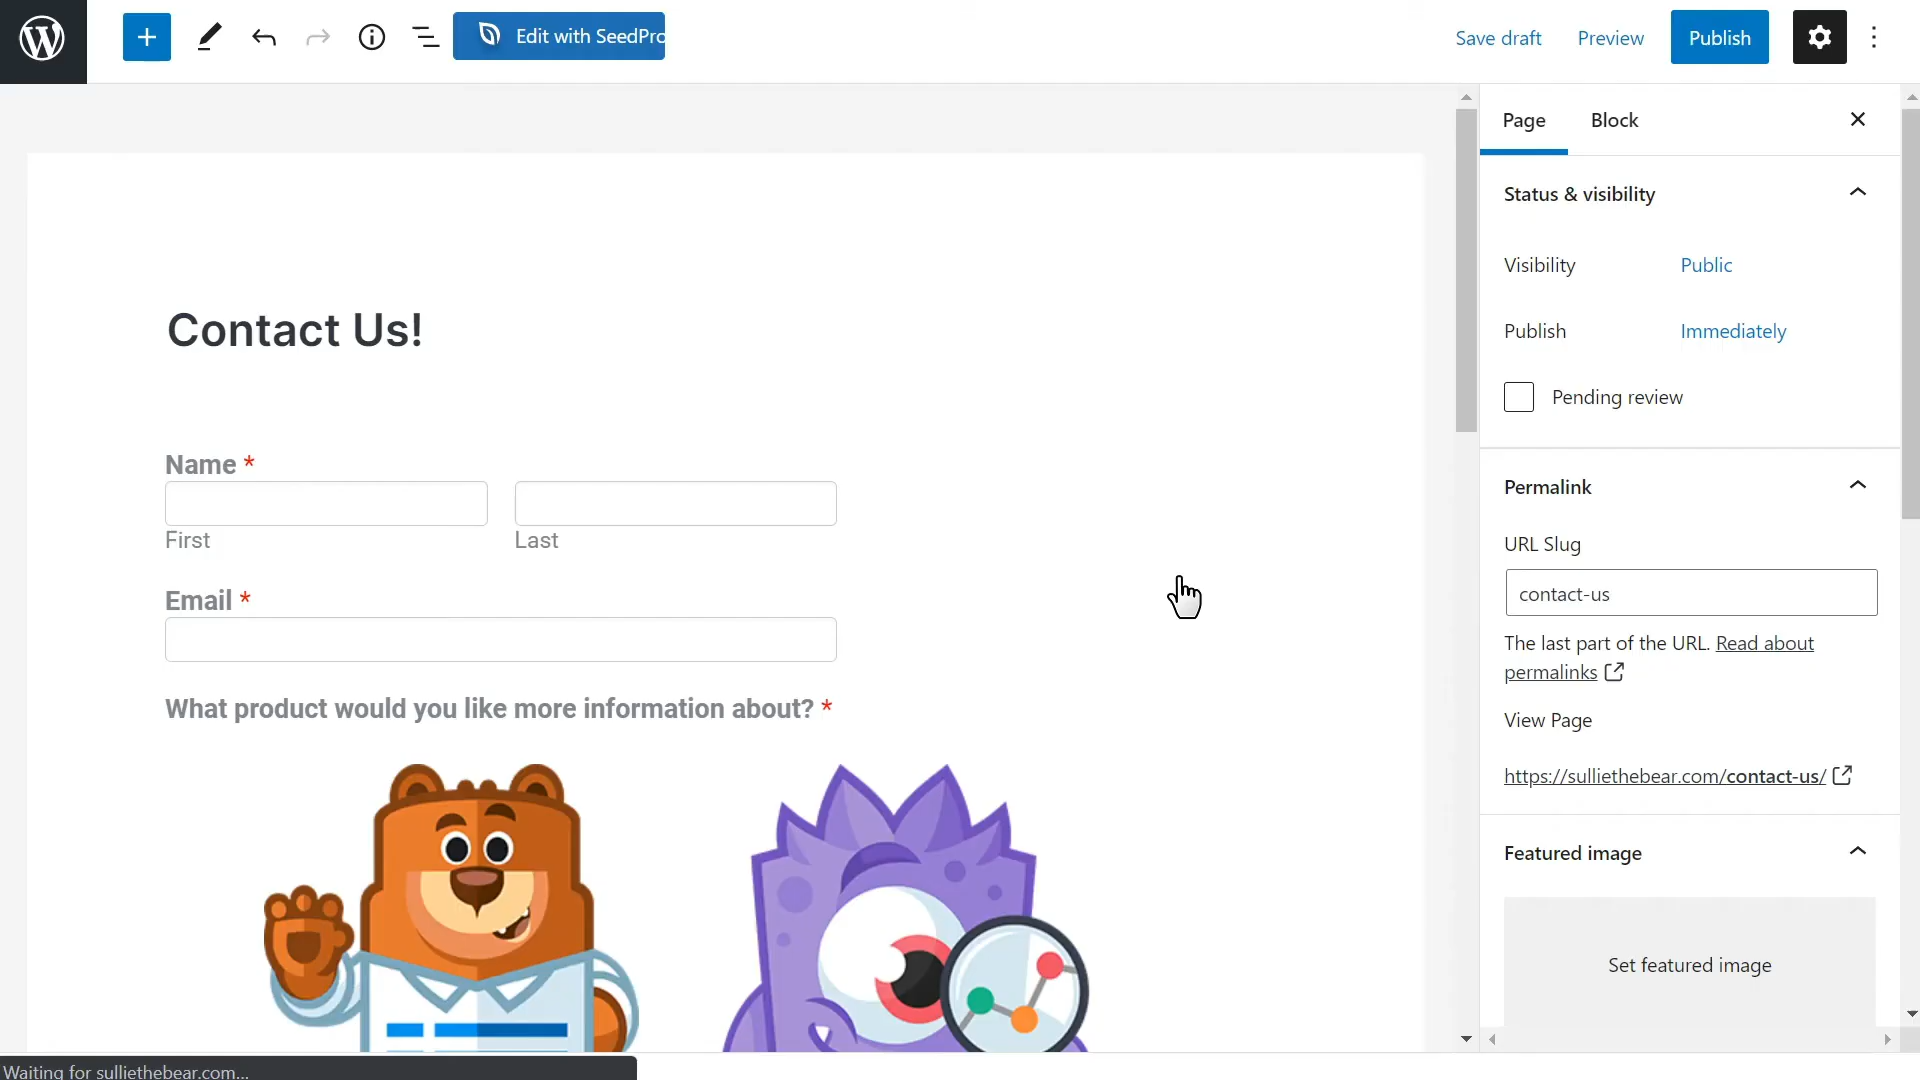 Edit with SeedPro
Save draft
Preview
Publish
Page
Block
Status & visibility
Visibility
Public
Publish
Immediately
Pending review
Contact Us!
Name *
First
Last
Email *
What product would you like more information about? *
Permalink
URL Slug
contact-us
The last part of the URL. Read about
permalinks
View Page
https://sulliethebear.com/contact-us/
Featured image
Set featured image
Waiting for sulliethebear.com...